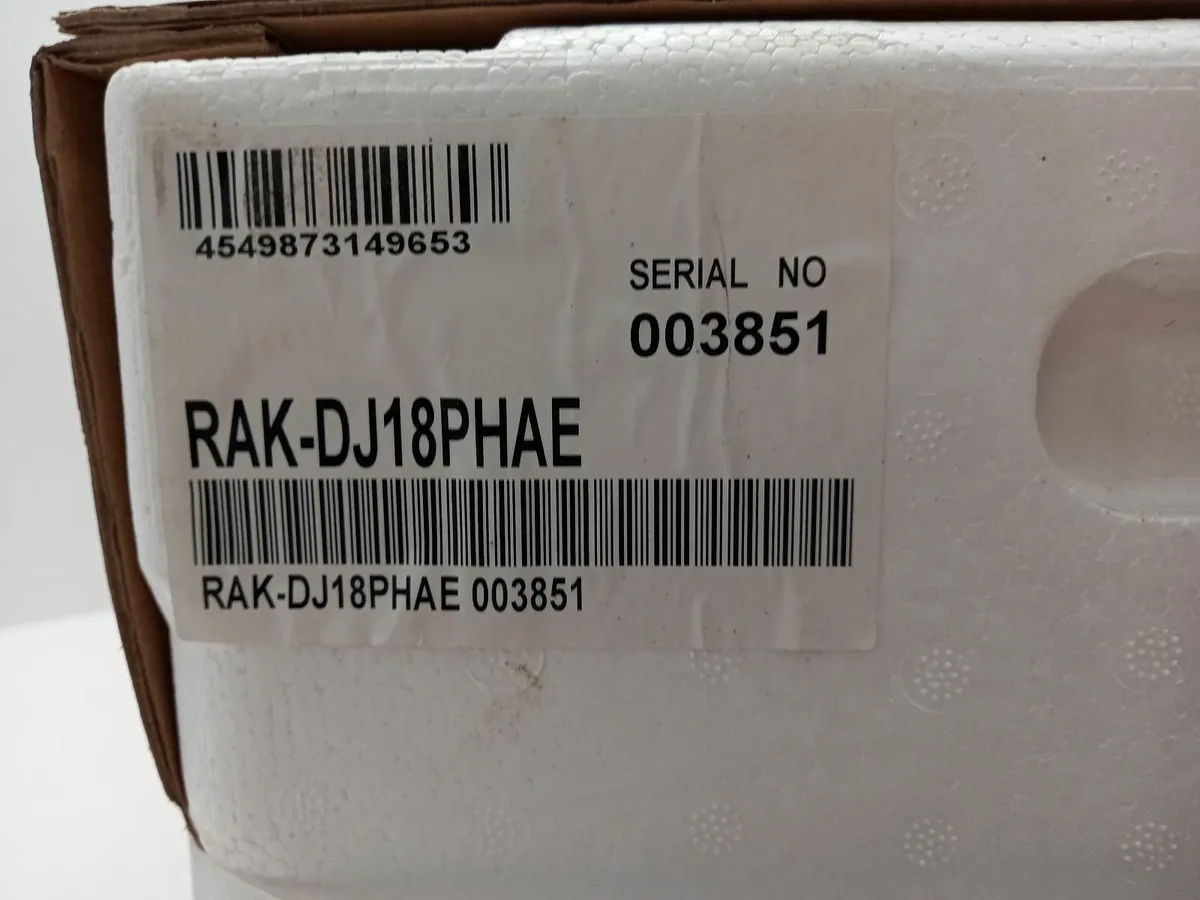 4549873149653
SERIAL NO
003851
RAK-DJ18PHAE
RAK-DJ18PHAE 003851